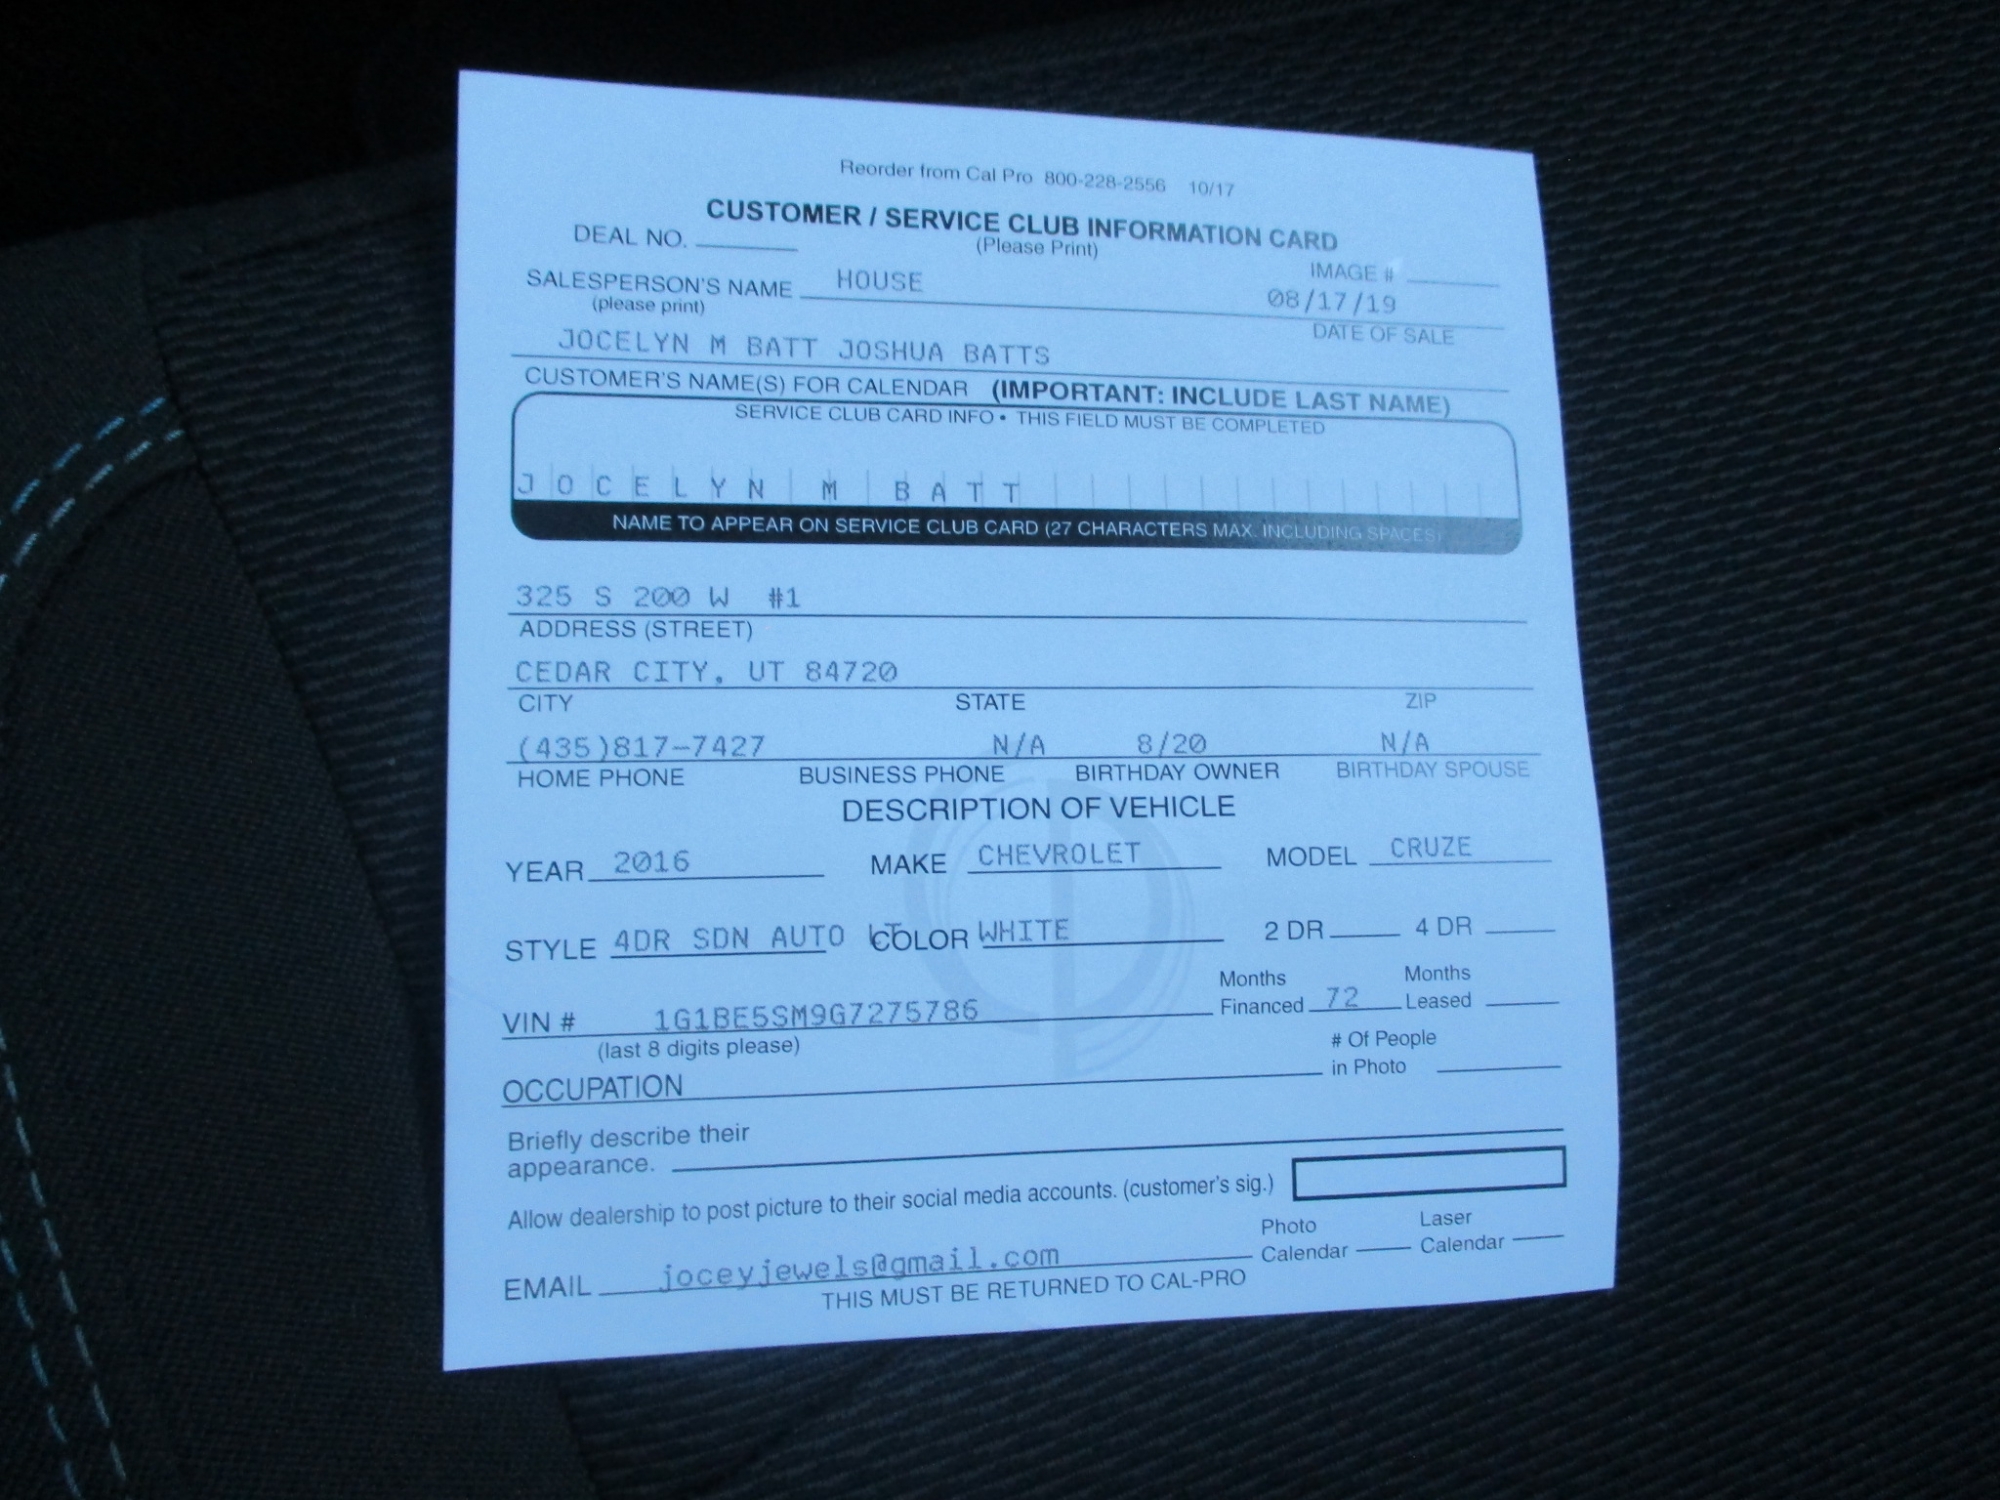 Reorder from Cal Pro 800-228-2556 10/17
CUSTOMER / SERVICE CLUB INFORMATION CARD
DEAL NO. (Please Print)
IMAGE #
SALESPERSON'S NAME HOUSE 08/17/19
(please print) DATE OF SALE
JOCELYN M BATT JOSHUA BATTS
CUSTOMER'S NAME(S) FOR CALENDAR (IMPORTANT: INCLUDE LAST NAME)
SERVICE CLUB CARD INFO • THIS FIELD MUST BE COMPLETED
JOCELYN M BATT
NAME TO APPEAR ON SERVICE CLUB CARD (27 CHARACTERS MAX. INCLUDING SPACES)
325 S 200 W #1
ADDRESS (STREET)
CEDAR CITY, UT 84720
CITY STATE ZIP
(435)817-7427 N/A 8/20 N/A
HOME PHONE BUSINESS PHONE BIRTHDAY OWNER BIRTHDAY SPOUSE
DESCRIPTION OF VEHICLE
YEAR 2016 MAKE CHEVROLET MODEL CRUZE
STYLE 4DR SDN AUTO LT COLOR WHITE 2 DR 4 DR
Months Months
VIN # 1G1BE5SM9G7275786 Financed 72 Leased
(last 8 digits please) # Of People
OCCUPATION in Photo
Briefly describe their
appearance.
Allow dealership to post picture to their social media accounts. (customer's sig.)
Photo Laser
EMAIL joceyjewels@gmail.com Calendar Calendar
THIS MUST BE RETURNED TO CAL-PRO